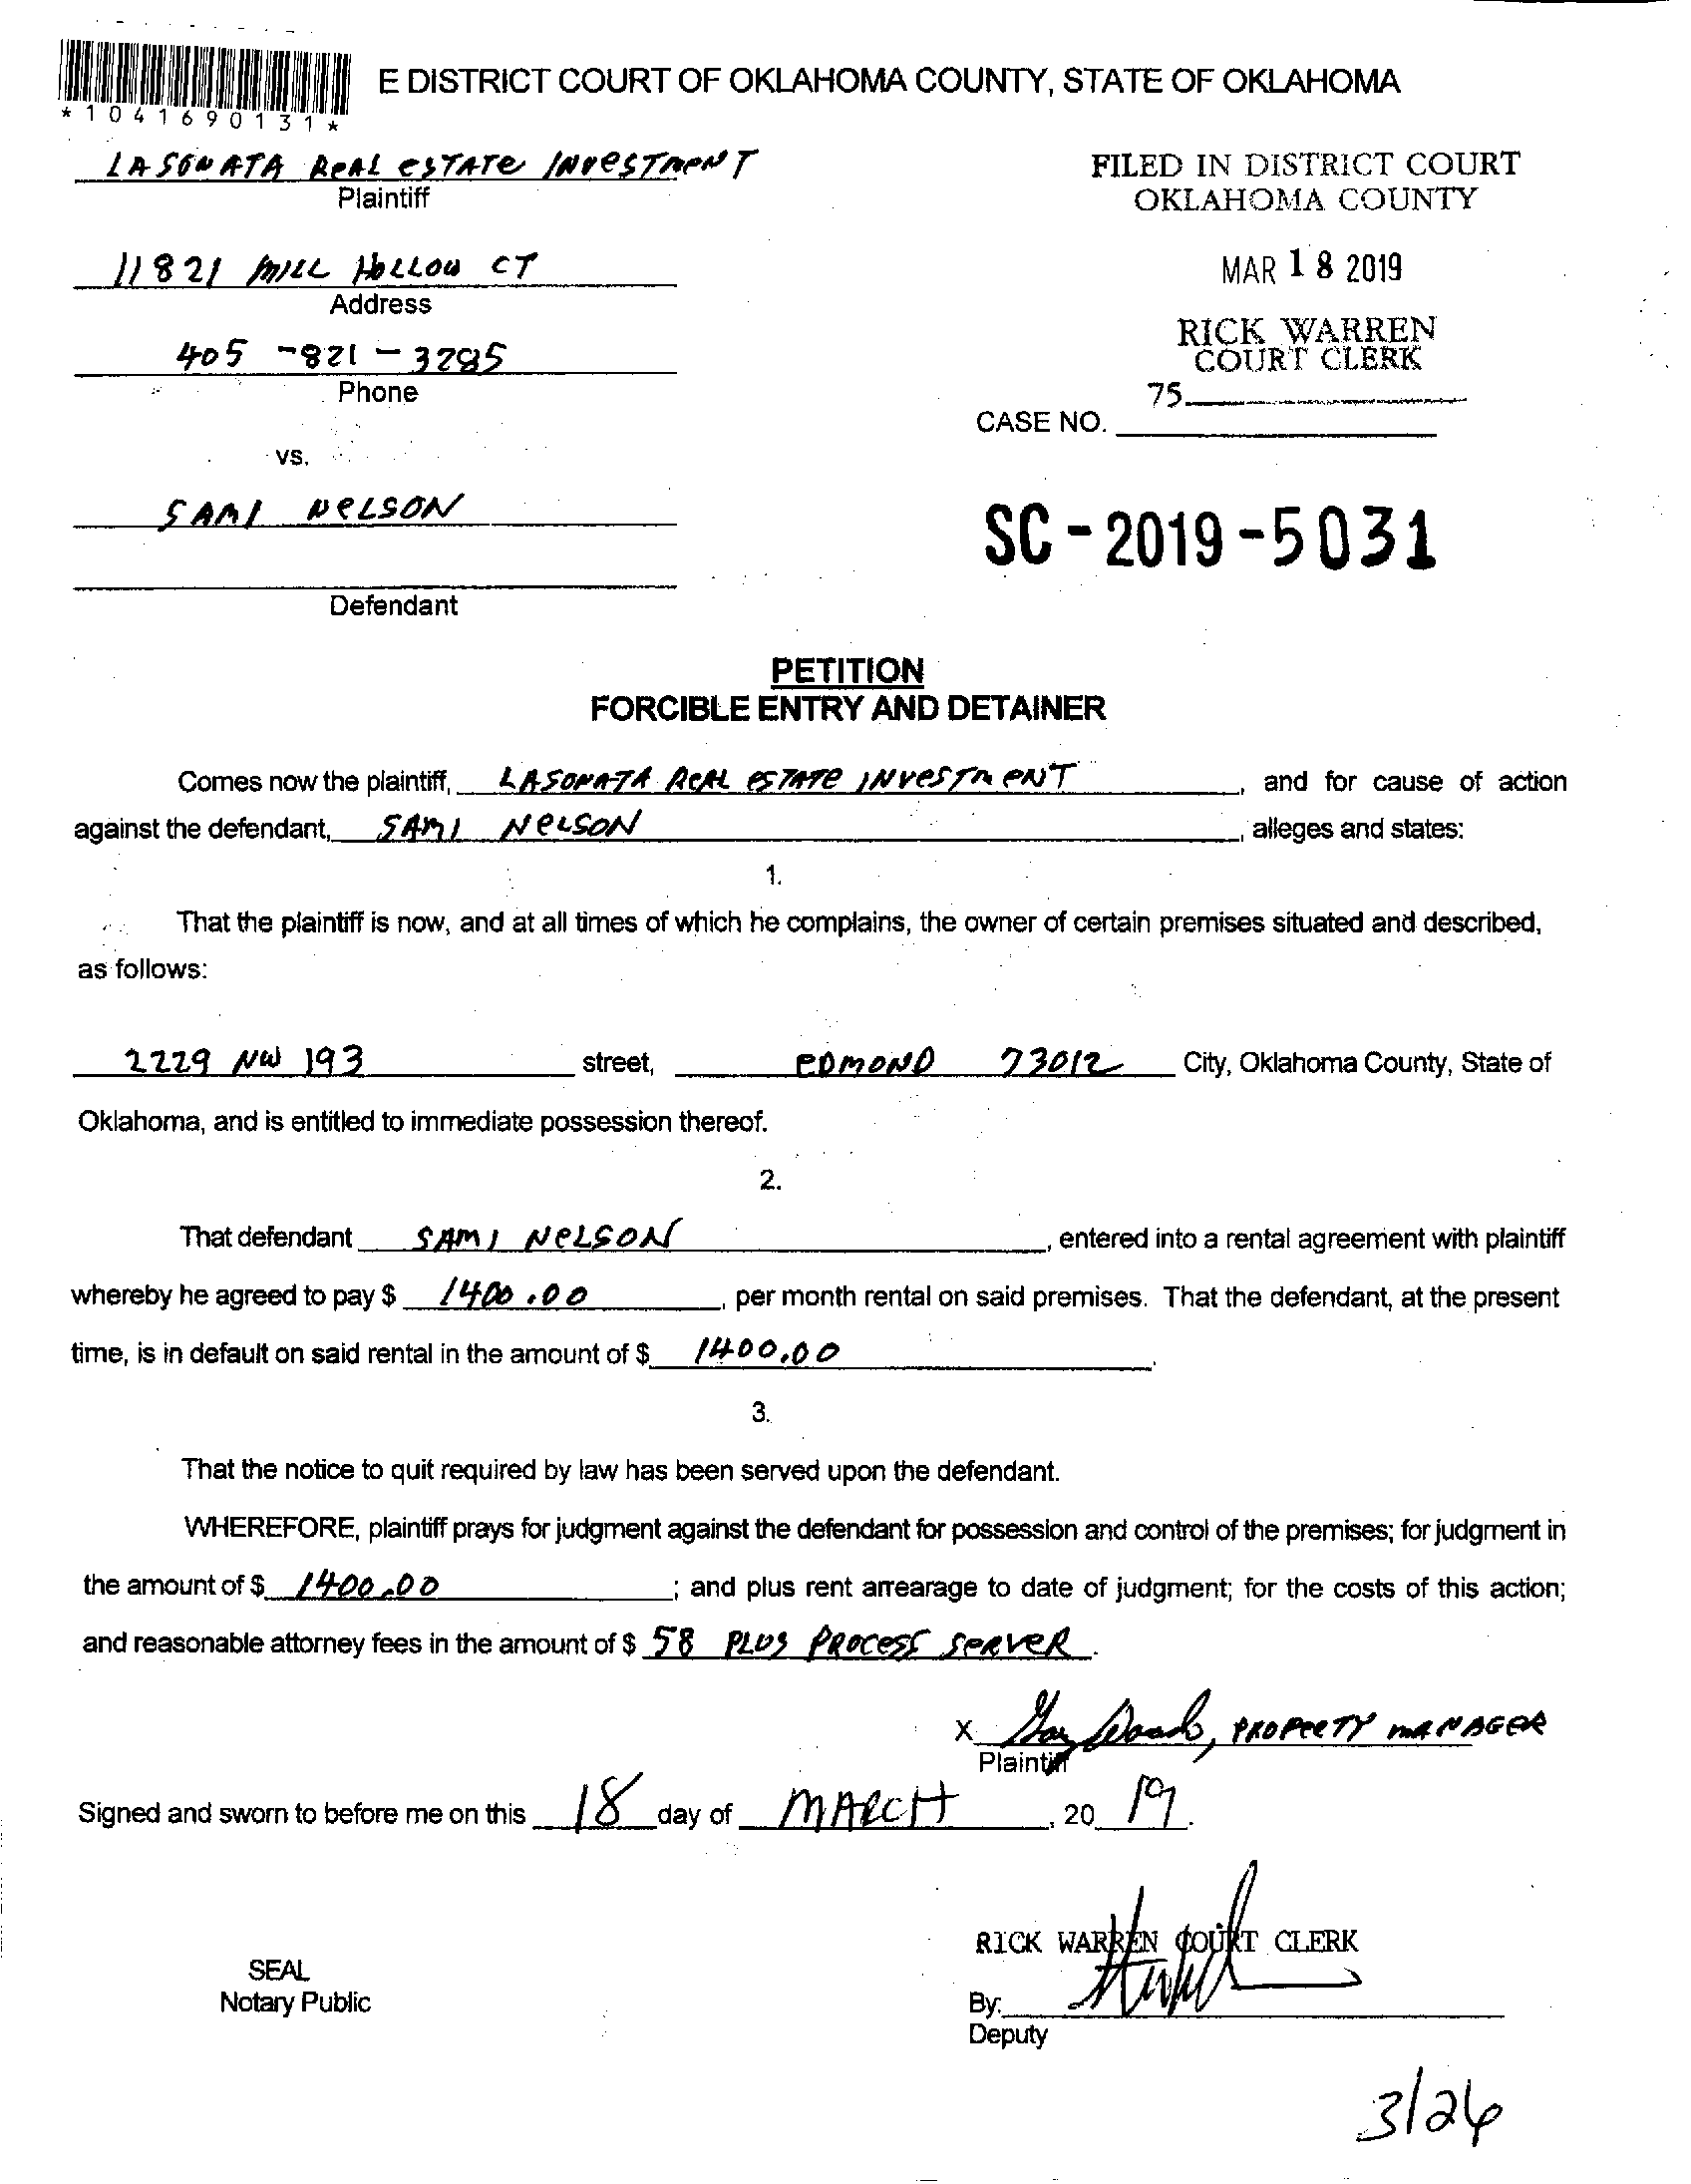 E DISTRICT COURT OF OKLAHOMA COUNTY, STATE OF OKLAHOMA
*1041690131*
LASONATA REAL ESTATE INVESTMENT
Plaintiff
FILED IN DISTRICT COURT
OKLAHOMA COUNTY
11821 MILL HOLLOW CT
Address
MAR 18 2019
405-821-3285
Phone
RICK WARREN
COURT CLERK
75
CASE NO.
vs.
SAMI NELSON
SC-2019-5031
Defendant
PETITION
FORCIBLE ENTRY AND DETAINER
Comes now the plaintiff, LASONATA REAL ESTATE INVESTMENT, and for cause of action
against the defendant, SAMI NELSON, alleges and states:
1.
That the plaintiff is now, and at all times of which he complains, the owner of certain premises situated and described,
as follows:
2229 NW 193 street, EDMOND 73012 City, Oklahoma County, State of
Oklahoma, and is entitled to immediate possession thereof.
2.
That defendant SAMI NELSON, entered into a rental agreement with plaintiff
whereby he agreed to pay $ 1400.00, per month rental on said premises. That the defendant, at the present
time, is in default on said rental in the amount of $ 1400.00.
3.
That the notice to quit required by law has been served upon the defendant.
WHEREFORE, plaintiff prays for judgment against the defendant for possession and control of the premises; for judgment in
the amount of $ 1400.00; and plus rent arrearage to date of judgment; for the costs of this action;
and reasonable attorney fees in the amount of $ 58 PLUS PROCESS SERVER.
X , PROPERTY MANAGER
Plaintiff
Signed and sworn to before me on this 18 day of MARCH, 20 19.
RICK WARREN COURT CLERK
SEAL
Notary Public
By:
Deputy
3/26